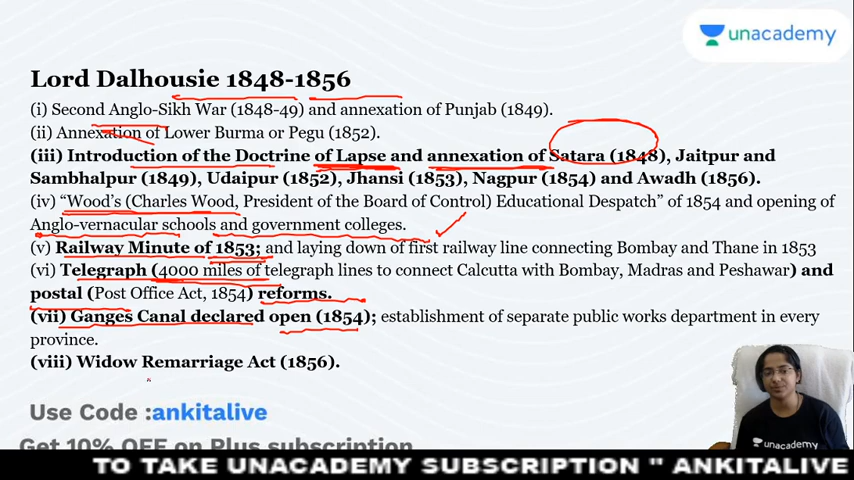 unacademy
Lord Dalhousie 1848-1856
(i) Second Anglo-Sikh War (1848-49) and annexation of Punjab (1849).
(ii) Annexation of Lower Burma or Pegu (1852).
(iii) Introduction of the Doctrine of Lapse and annexation of Satara (1848), Jaitpur and
Sambhalpur (1849), Udaipur (1852), Jhansi (1853), Nagpur (1854) and Awadh (1856).
(iv) “Wood’s (Charles Wood, President of the Board of Control) Educational Despatch” of 1854 and opening of
Anglo-vernacular schools and government colleges.
(v) Railway Minute of 1853; and laying down of first railway line connecting Bombay and Thane in 1853
(vi) Telegraph (4000 miles of telegraph lines to connect Calcutta with Bombay, Madras and Peshawar) and
postal (Post Office Act, 1854) reforms.
(vii) Ganges Canal declared open (1854); establishment of separate public works department in every
province.
(viii) Widow Remarriage Act (1856).
Use Code :ankitalive
Get 10% OFF on Plus subscription
unacademy
TO TAKE UNACADEMY SUBSCRIPTION " ANKITALIVE